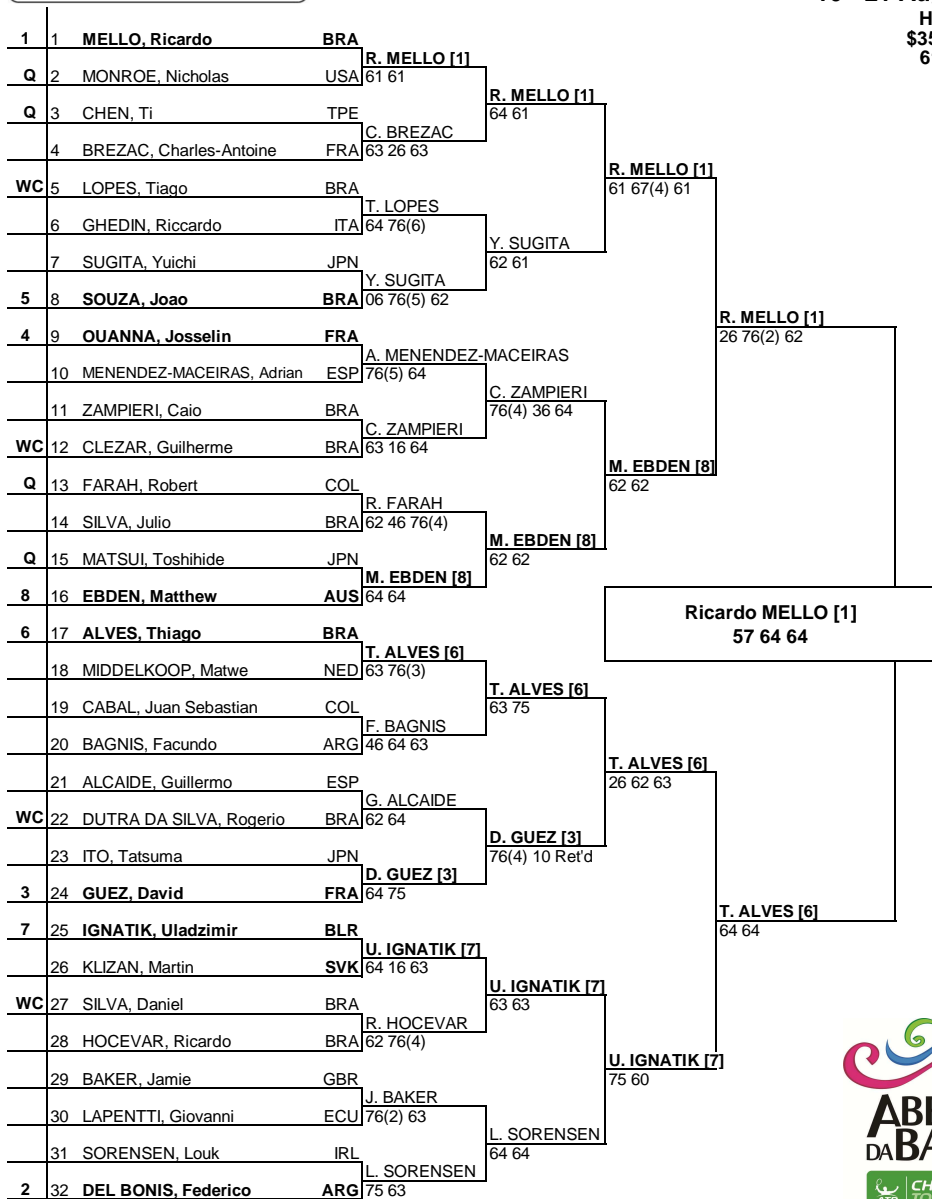 1 1 MELLO, Ricardo BRA
R. MELLO [1]
Q 2 MONROE, Nicholas USA 61 61
R. MELLO [1]
Q 3 CHEN, Ti TPE 64 61
C. BREZAC
4 BREZAC, Charles-Antoine FRA 63 26 63
R. MELLO [1]
WC 5 LOPES, Tiago BRA 61 67(4) 61
T. LOPES
6 GHEDIN, Riccardo ITA 64 76(6)
Y. SUGITA
7 SUGITA, Yuichi JPN 62 61
Y. SUGITA
5 8 SOUZA, Joao BRA 06 76(5) 62
R. MELLO [1]
4 9 OUANNA, Josselin FRA 26 76(2) 62
A. MENENDEZ-MACEIRAS
10 MENENDEZ-MACEIRAS, Adrian ESP 76(5) 64
C. ZAMPIERI
11 ZAMPIERI, Caio BRA 76(4) 36 64
C. ZAMPIERI
WC 12 CLEZAR, Guilherme BRA 63 16 64
M. EBDEN [8]
Q 13 FARAH, Robert COL 62 62
R. FARAH
14 SILVA, Julio BRA 62 46 76(4)
M. EBDEN [8]
Q 15 MATSUI, Toshihide JPN 62 62
M. EBDEN [8]
8 16 EBDEN, Matthew AUS 64 64
Ricardo MELLO [1]
57 64 64
6 17 ALVES, Thiago BRA
T. ALVES [6]
18 MIDDELKOOP, Matwe NED 63 76(3)
T. ALVES [6]
19 CABAL, Juan Sebastian COL 63 75
F. BAGNIS
20 BAGNIS, Facundo ARG 46 64 63
T. ALVES [6]
21 ALCAIDE, Guillermo ESP 26 62 63
G. ALCAIDE
WC 22 DUTRA DA SILVA, Rogerio BRA 62 64
D. GUEZ [3]
23 ITO, Tatsuma JPN 76(4) 10 Ret'd
D. GUEZ [3]
3 24 GUEZ, David FRA 64 75
T. ALVES [6]
7 25 IGNATIK, Uladzimir BLR 64 64
U. IGNATIK [7]
26 KLIZAN, Martin SVK 64 16 63
U. IGNATIK [7]
WC 27 SILVA, Daniel BRA 63 63
R. HOCEVAR
28 HOCEVAR, Ricardo BRA 62 76(4)
U. IGNATIK [7]
29 BAKER, Jamie GBR 75 60
J. BAKER
30 LAPENTTI, Giovanni ECU 76(2) 63
L. SORENSEN
31 SORENSEN, Louk IRL 64 64
L. SORENSEN
2 32 DEL BONIS, Federico ARG 75 63